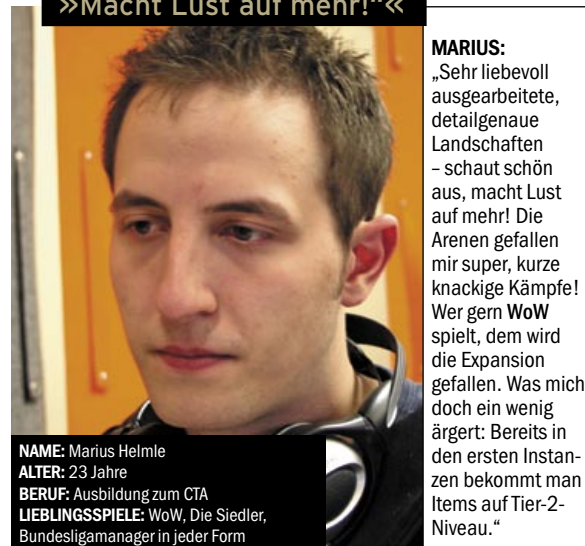 »Macht Lust auf mehr!“«
MARIUS:
„Sehr liebevoll
ausgearbeitete,
detailgenaue
Landschaften
– schaut schön
aus, macht Lust
auf mehr! Die
Arenen gefallen
mir super, kurze
knackige Kämpfe!
Wer gern WoW
spielt, dem wird
die Expansion
gefallen. Was mich
doch ein wenig
ärgert: Bereits in
den ersten Instan-
zen bekommt man
Items auf Tier-2-
Niveau.“
NAME: Marius Helmle
ALTER: 23 Jahre
BERUF: Ausbildung zum CTA
LIEBLINGSSPIELE: WoW, Die Siedler,
Bundesligamanager in jeder Form